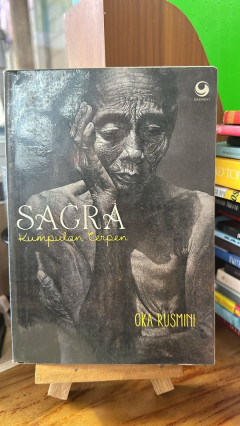 SAGRA
Kumpulan Cerpen
OKA RUSMINI